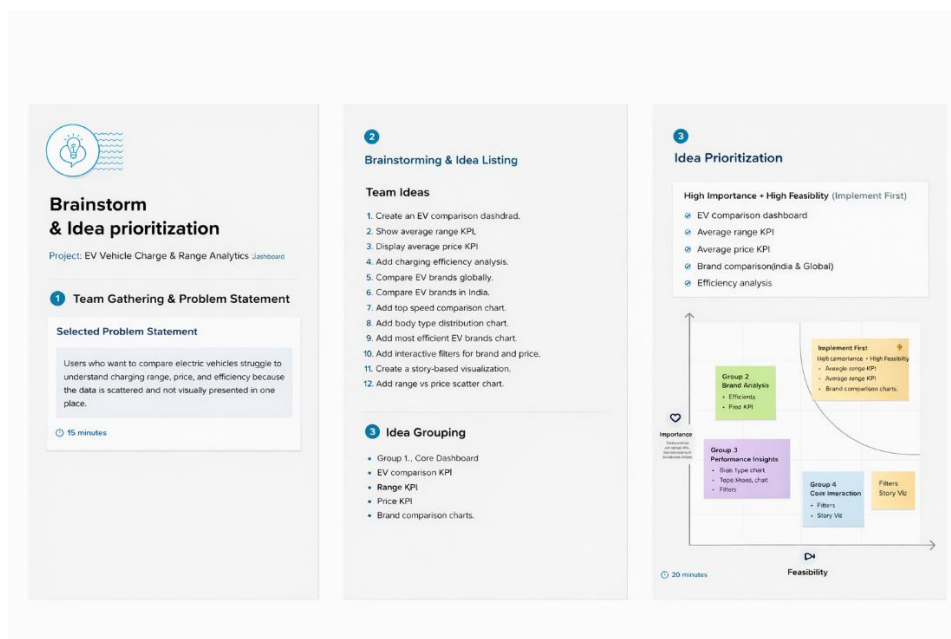 Brainstorm
& Idea prioritization
Project: EV Vehicle Charge & Range Analytics Dashboard
1 Team Gathering & Problem Statement
Selected Problem Statement
Users who want to compare electric vehicles struggle to
understand charging range, price, and efficiency because
the data is scattered and not visually presented in one
place.
15 minutes
2
Brainstorming & Idea Listing
Team Ideas
1. Create an EV comparison dashdrad.
2. Show average range KPI,
3. Display average price KPI
4. Add charging efficiency analysis.
5. Compare EV brands globally.
6. Compare EV brands in India.
7. Add top speed comparison chart.
8. Add body type distribution chart.
9. Add most efficient EV brands chart.
10. Add interactive filters for brand and price.
11. Create a story-based visualization.
12. Add range vs price scatter chart.
3 Idea Grouping
• Group 1., Core Dashboard
• EV comparison KPI
• Range KPI
• Price KPI
• Brand comparison charts.
3
Idea Prioritization
High Importance + High Feasiblity (Implement First)
EV comparison dashboard
Average range KPI
Average price KPI
Brand comparison(india & Global)
Efficiency analysis
Implement First
+ High Feasibility
• range KPI
• Average range KPI
• Brand comparison charts.
Group 2
Brand Analysis
• Efficients
• KPI
Importance
Group 3
Performance Insights
• type chart
• chart
• Filters
Group 4
Interaction
• Filters
• Story Viz
Filters
Story Viz
20 minutes
Feasibility